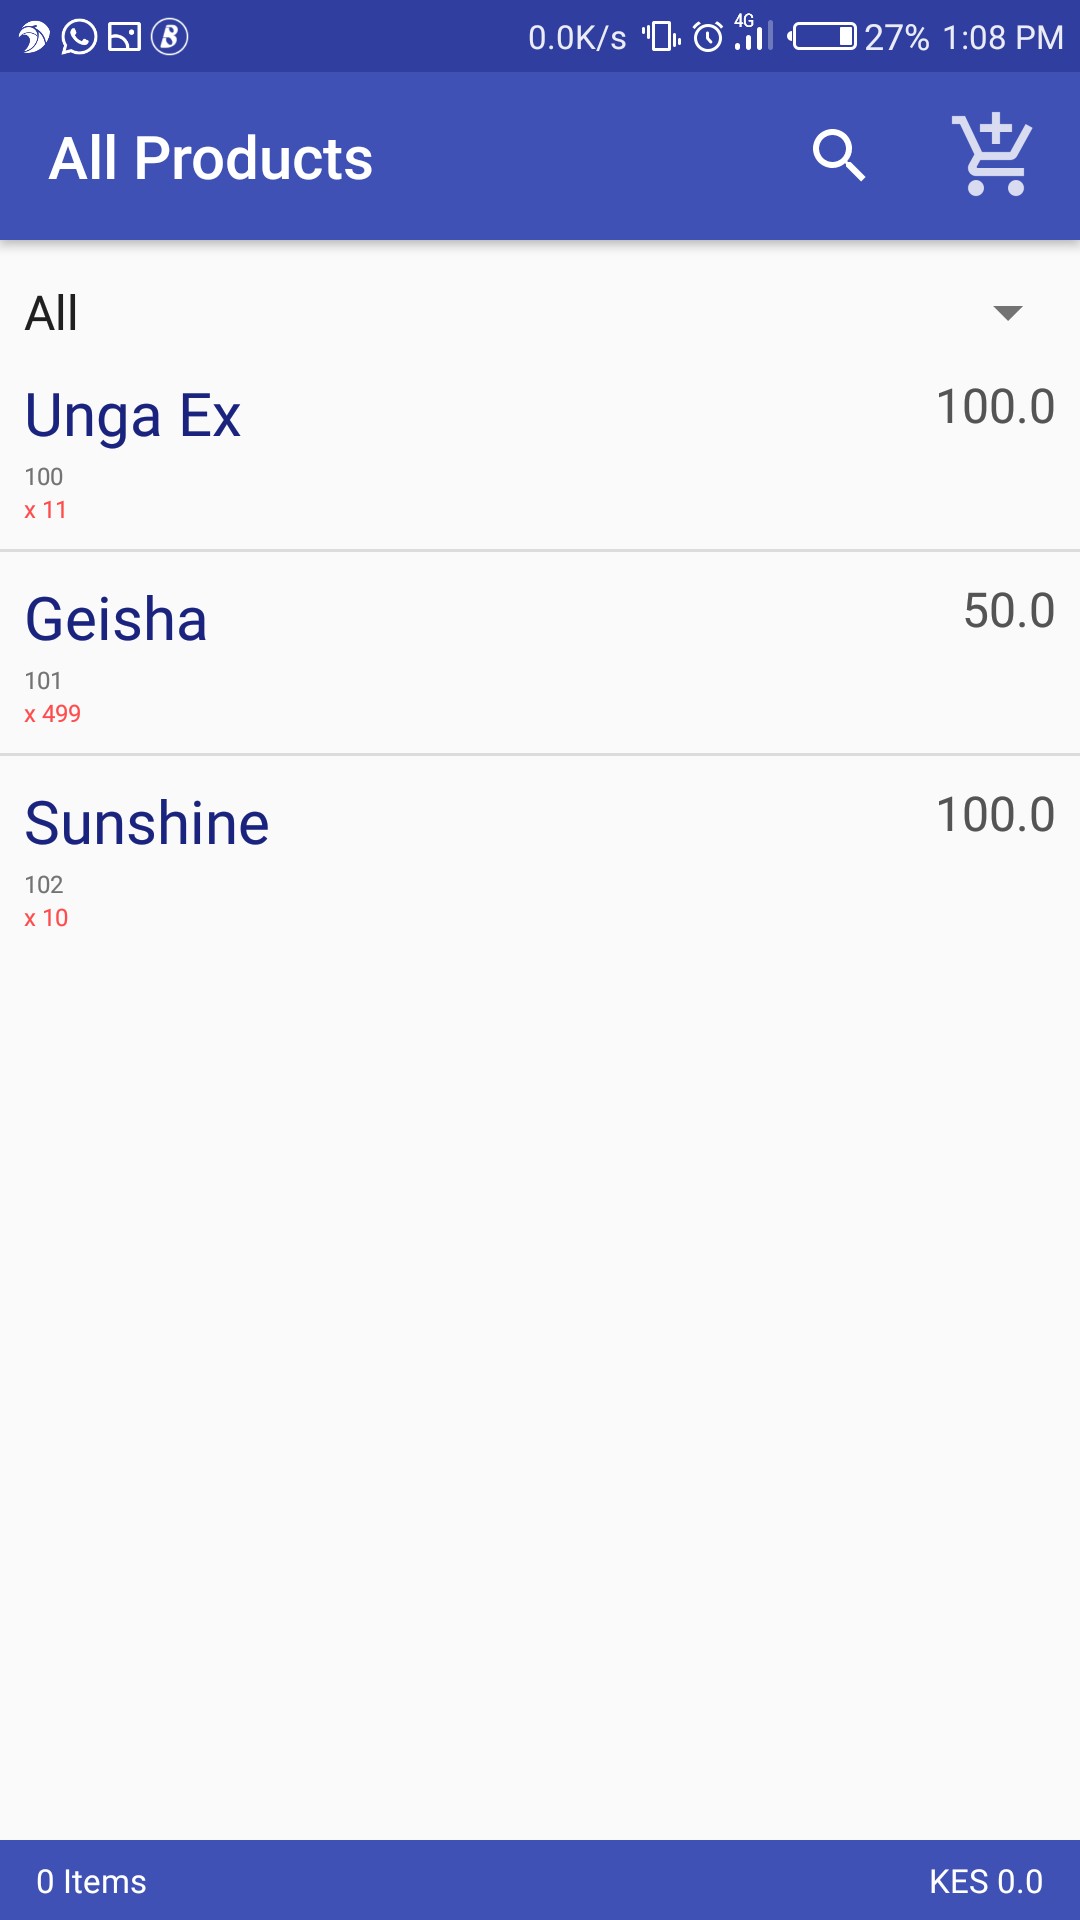 0.0K/s 4G 27% 1:08 PM
All Products
All
Unga Ex 100.0
100
x 11
Geisha 50.0
101
x 499
Sunshine 100.0
102
x 10
0 Items KES 0.0